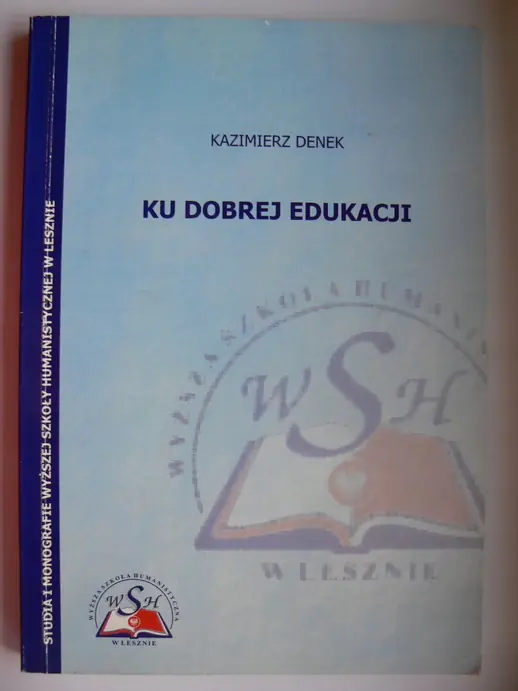 KAZIMIERZ DENEK
KU DOBREJ EDUKACJI
STUDIA I MONOGRAFIE WYŻSZEJ SZKOŁY HUMANISTYCZNEJ W LESZNIE
WYŻSZA SZKOŁA HUMANI
WSH
W LESZNIE
WYŻSZA SZKOŁA HUMANISTYCZNA
WSH
W LESZNIE